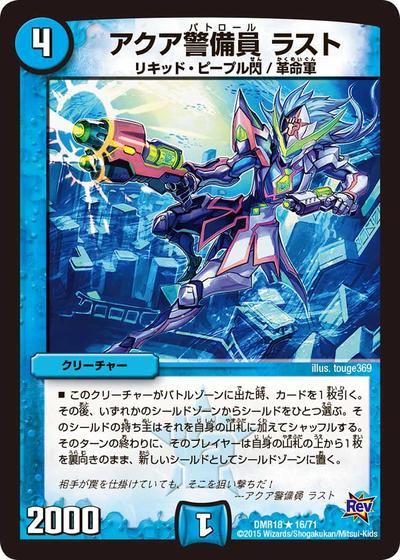 4
パトロール
アクア警備員 ラスト
せん かくめいぐん
リキッド・ピープル閃 / 革命軍
illus. touge369
クリーチャー
■ このクリーチャーがバトルゾーンに出た時、カードを1枚引く。
その後、いずれかのシールドゾーンからシールドをひとつ選ぶ。そ
のシールドの持ち主はそれを自身の山札に加えてシャッフルする。
そのターンの終わりに、そのプレイヤーは自身の山札の上から1枚
を裏向きのまま、新しいシールドとしてシールドゾーンに置く。
相手が罠を仕掛けていても、そこを狙い撃ちだ!
---アクア警備員 ラスト
2000
1
Rev
DMR18 ★ 16/71
©2015 Wizards/Shogakukan/Mitsui-Kids